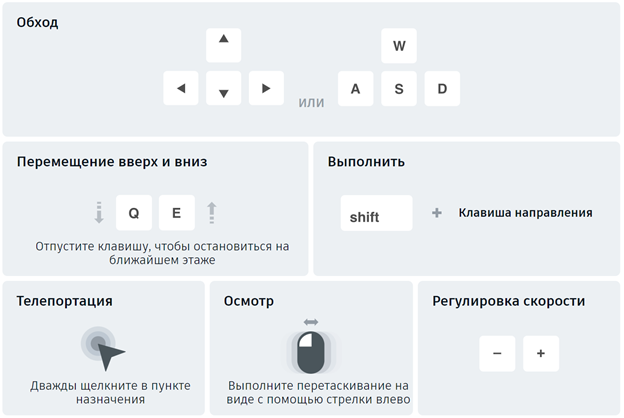 Обход
W
или
A S D
Перемещение вверх и вниз
Q E
Отпустите клавишу, чтобы остановиться на
ближайшем этаже
Выполнить
shift + Клавиша направления
Телепортация
Дважды щелкните в пункте
назначения
Осмотр
Выполните перетаскивание на
виде с помощью стрелки влево
Регулировка скорости
− +